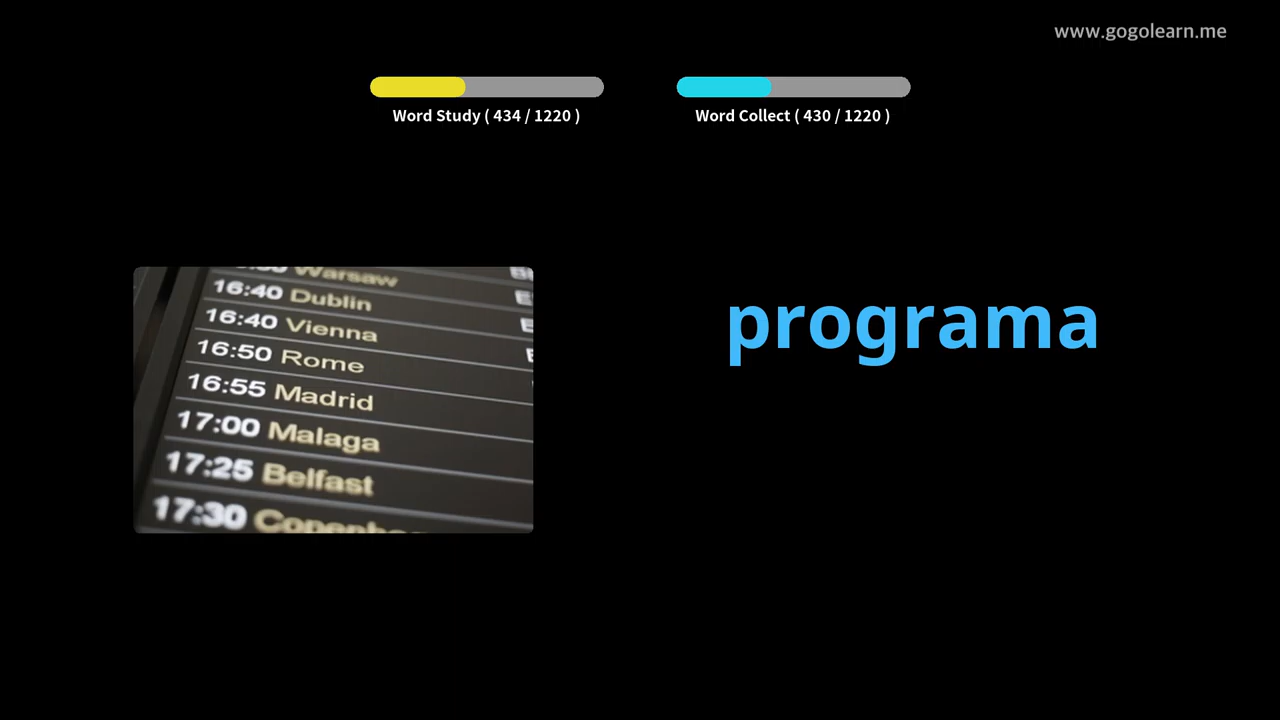 www.gogolearn.me
Word Study ( 434 / 1220 )
Word Collect ( 430 / 1220 )
Warsaw
16:40 Dublin
16:40 Vienna
16:50 Rome
16:55 Madrid
17:00 Malaga
17:25 Belfast
17:30
programa